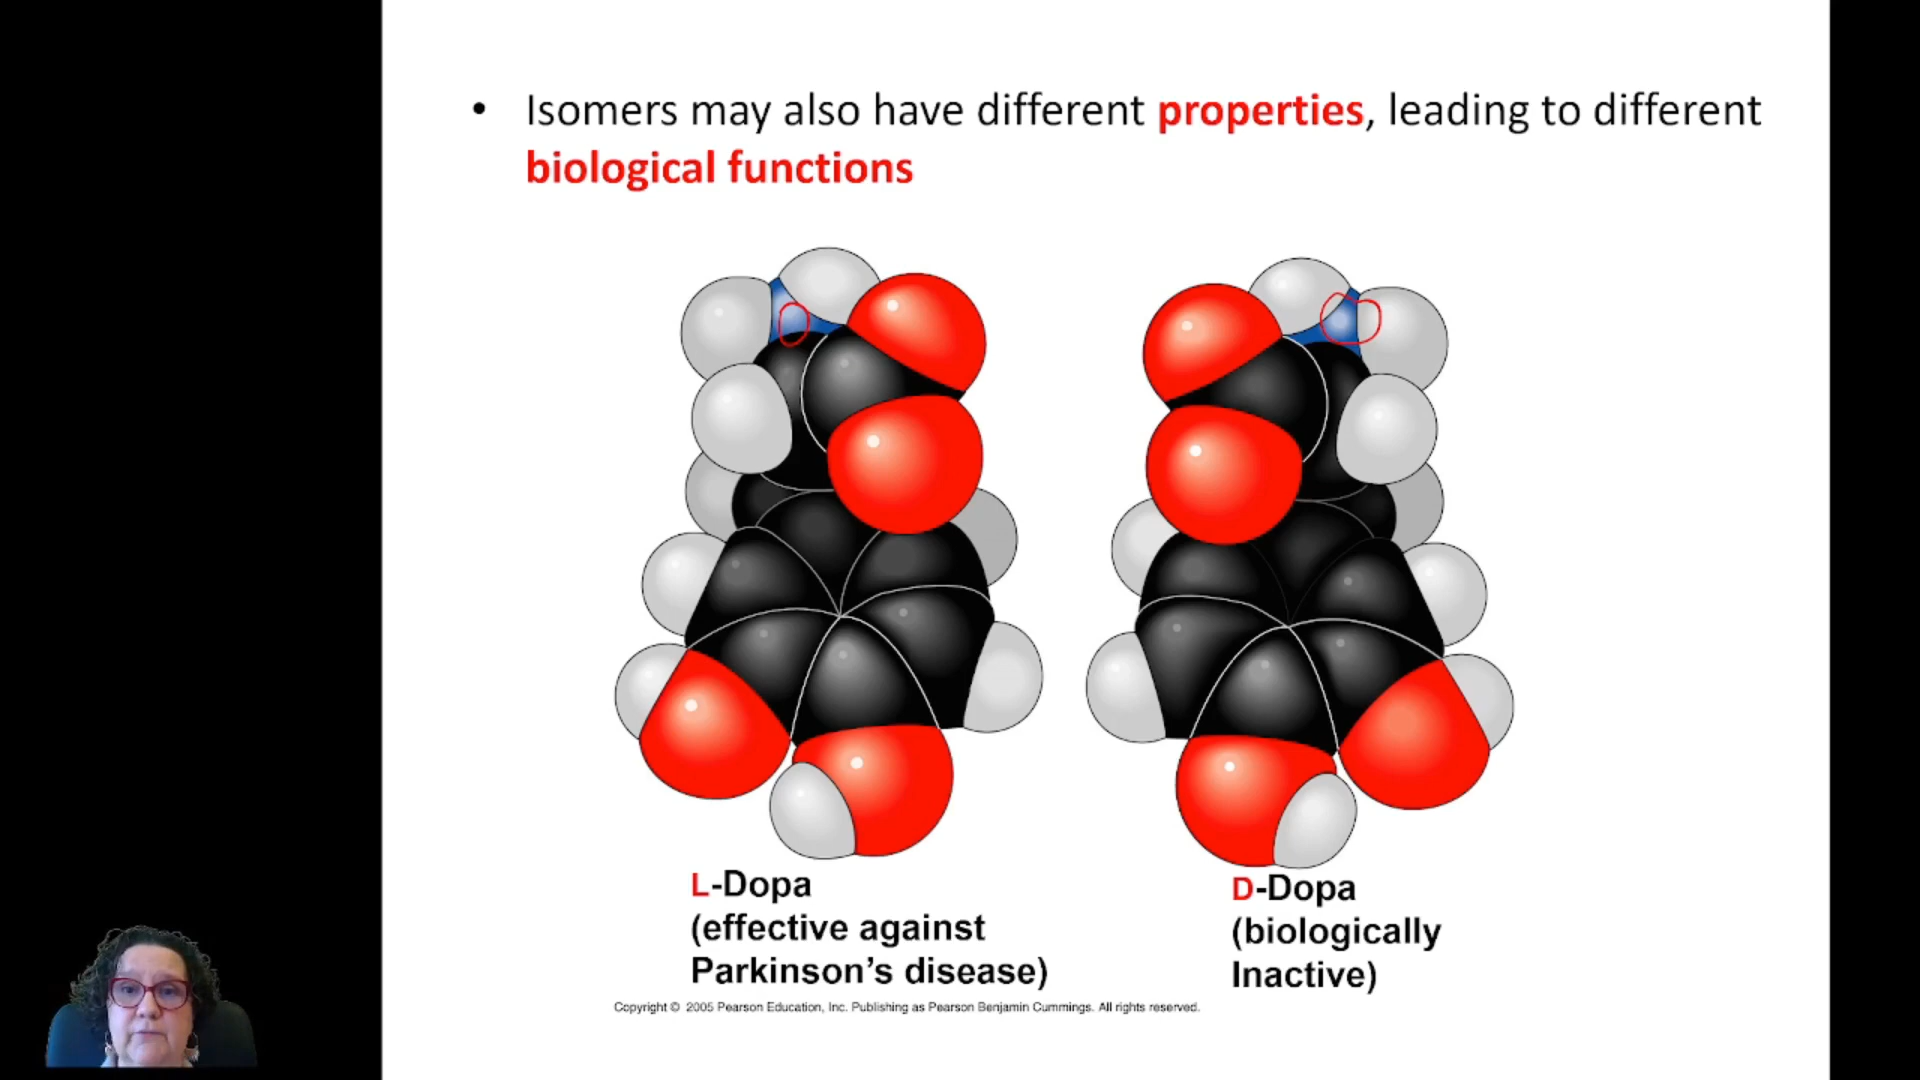 • Isomers may also have different properties, leading to different
biological functions
L-Dopa
(effective against
Parkinson's disease)
D-Dopa
(biologically
Inactive)
Copyright © 2005 Pearson Education, Inc. Publishing as Pearson Benjamin Cummings. All rights reserved.